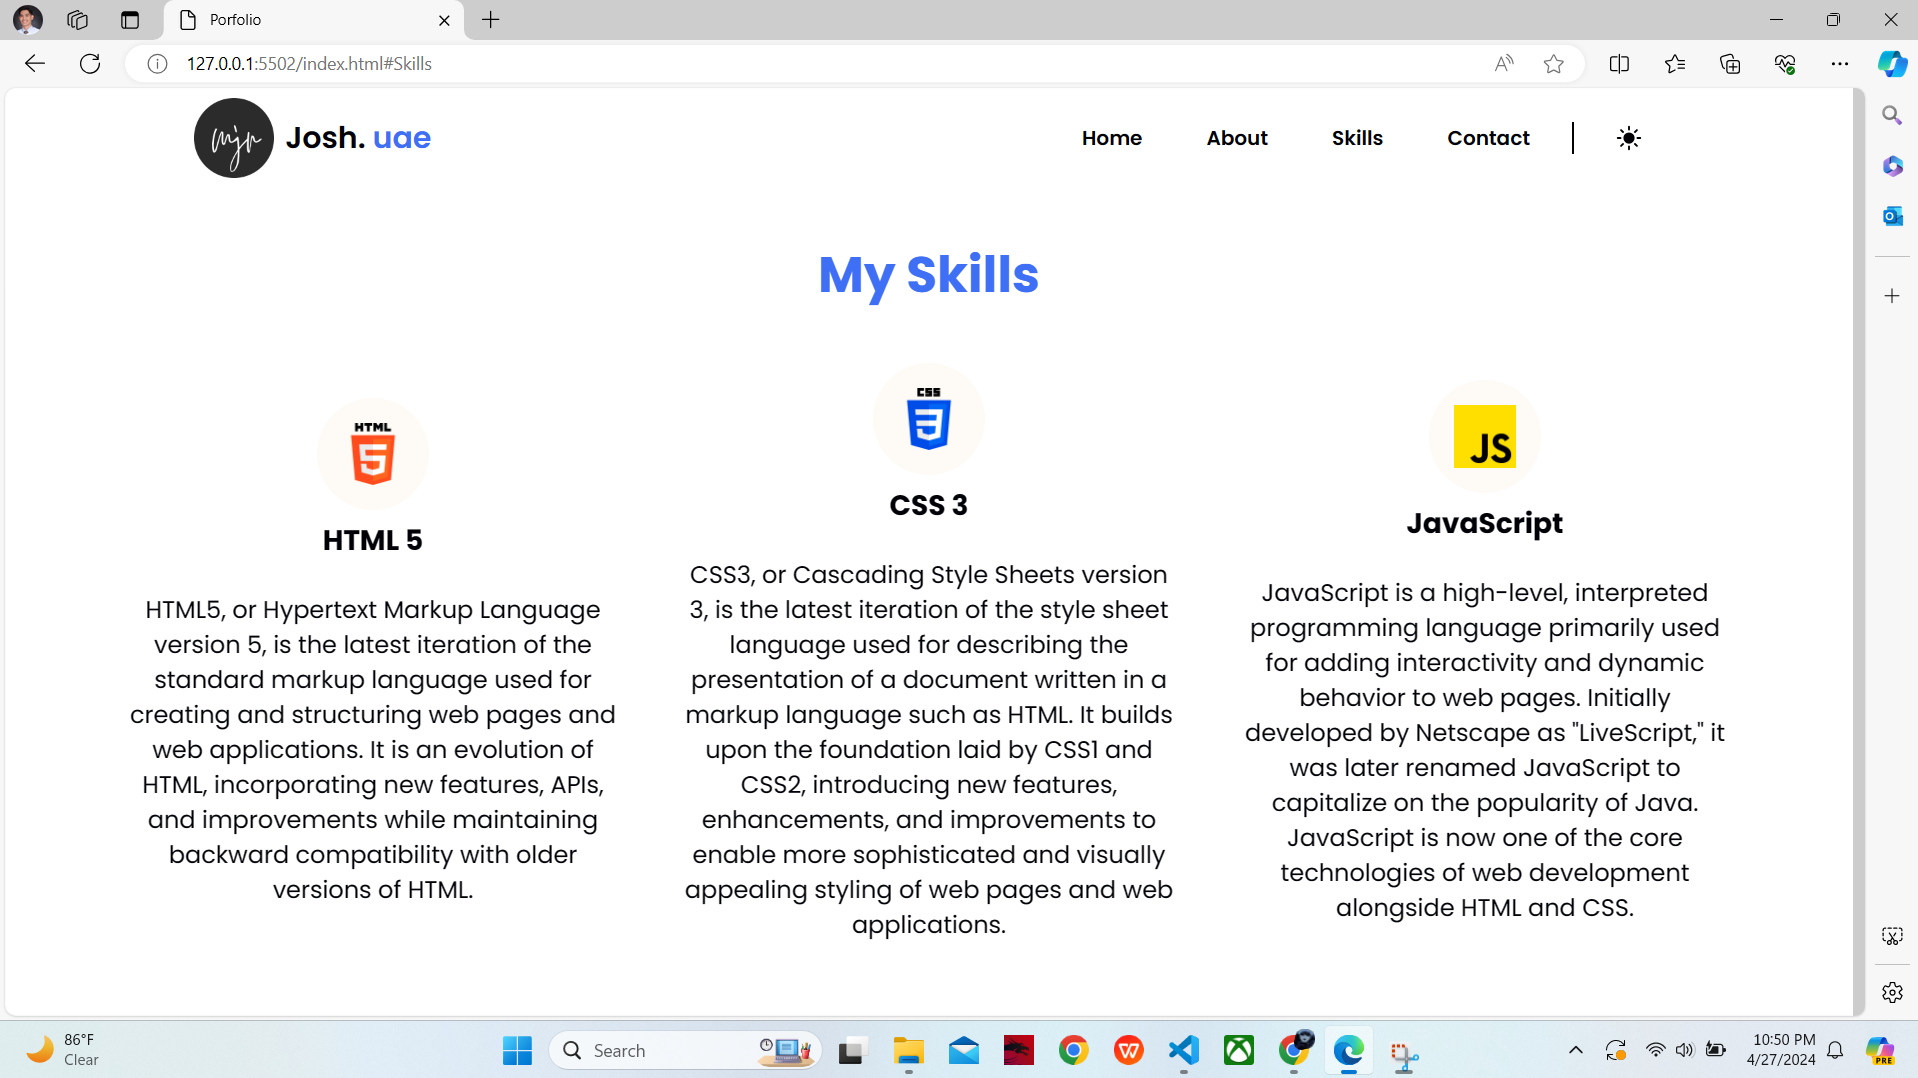 Porfolio
127.0.0.1:5502/index.html#Skills
mjr
Josh. uae
Home
About
Skills
Contact
My Skills
HTML
5
HTML 5
HTML5, or Hypertext Markup Language
version 5, is the latest iteration of the
standard markup language used for
creating and structuring web pages and
web applications. It is an evolution of
HTML, incorporating new features, APIs,
and improvements while maintaining
backward compatibility with older
versions of HTML.
CSS
3
CSS 3
CSS3, or Cascading Style Sheets version
3, is the latest iteration of the style sheet
language used for describing the
presentation of a document written in a
markup language such as HTML. It builds
upon the foundation laid by CSS1 and
CSS2, introducing new features,
enhancements, and improvements to
enable more sophisticated and visually
appealing styling of web pages and web
applications.
JS
JavaScript
JavaScript is a high-level, interpreted
programming language primarily used
for adding interactivity and dynamic
behavior to web pages. Initially
developed by Netscape as "LiveScript," it
was later renamed JavaScript to
capitalize on the popularity of Java.
JavaScript is now one of the core
technologies of web development
alongside HTML and CSS.
86°F
Clear
Search
10:50 PM
4/27/2024
PRE